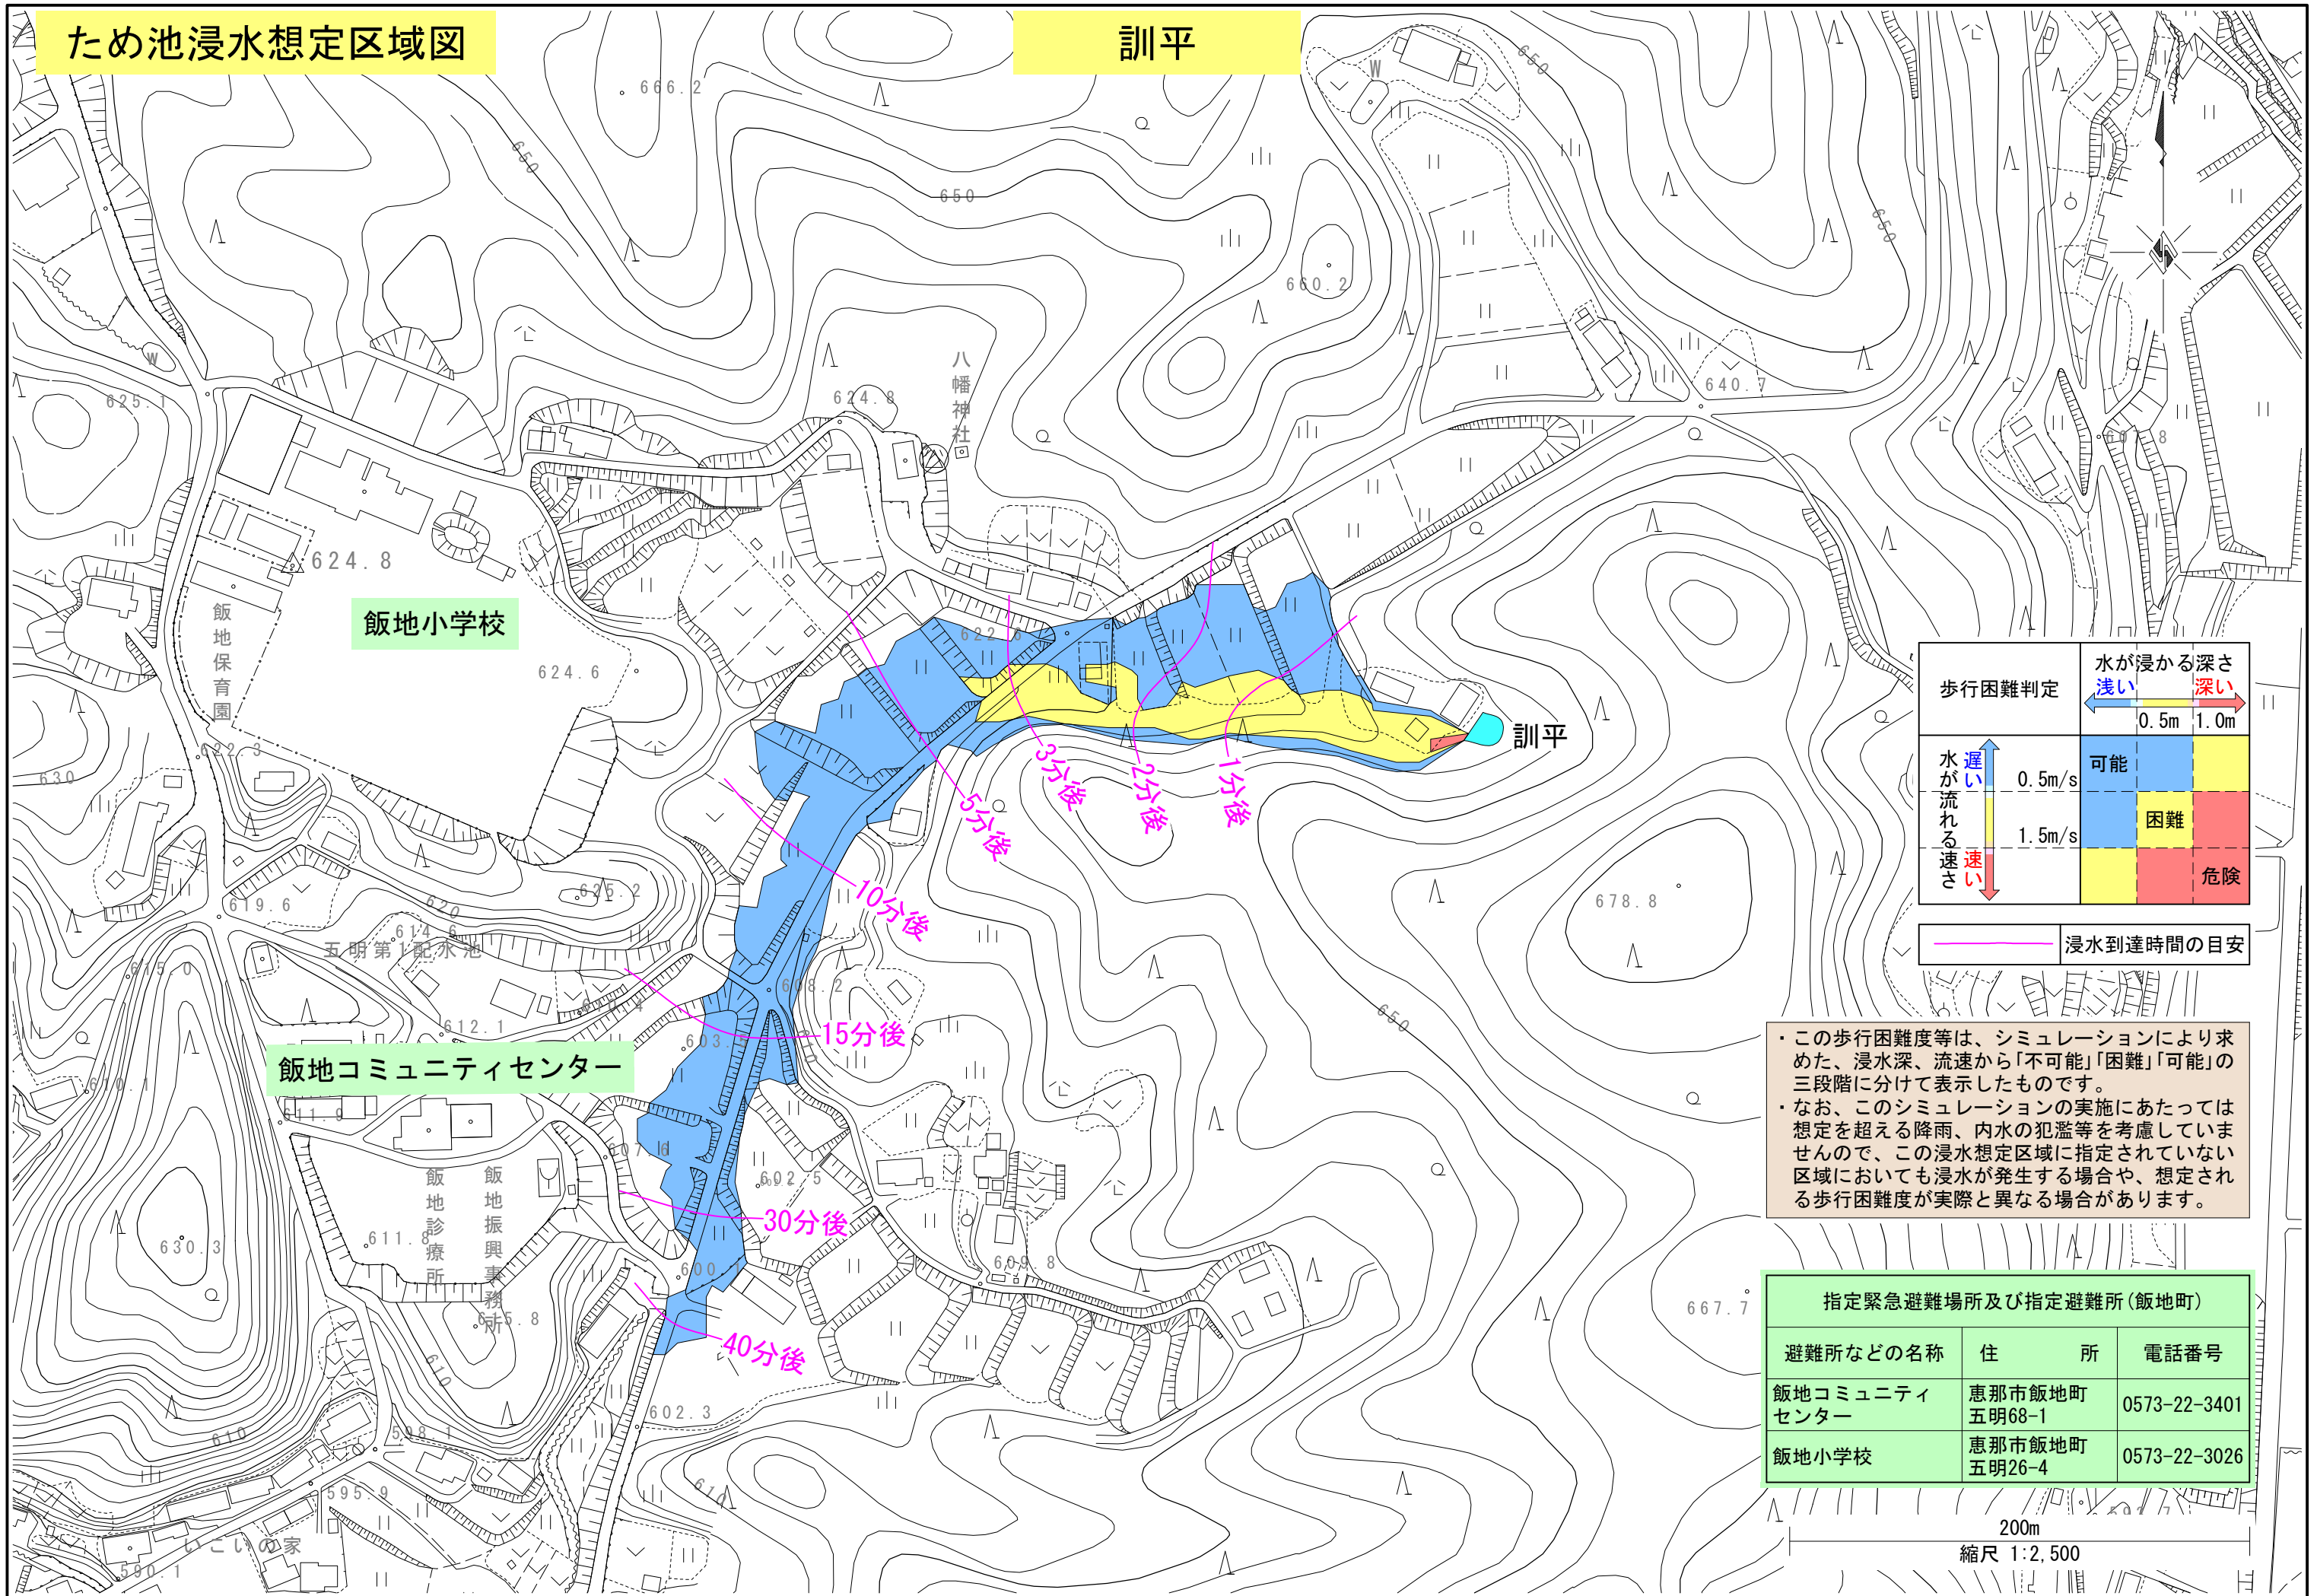 ため池浸水想定区域図
訓平
666.2
650
650
650
650
W
660.2
640.7
607.8
W
625.1
624.8
八幡神社
624.8
飯地小学校
飯地保育園
624.6
622.6
622.3
630
訓平
1分後
2分後
3分後
5分後
10分後
15分後
30分後
40分後
625.2
620
619.6
614.6
五明第1配水池
615.0
612.1
608.2
603.5
610
飯地コミュニティセンター
610.1
611.9
607.6
602.5
飯地診療所
飯地振興事務所
611.8
630.3
615.8
600.1
609.8
610
610
602.3
598.1
595.9
いこいの家
590.1
610
678.8
650
667.7
歩行困難判定
水が浸かる深さ
浅い
深い
0.5m
1.0m
水が流れる速さ
遅い
速い
0.5m/s
1.5m/s
可能
困難
危険
浸水到達時間の目安
・この歩行困難度等は、シミュレーションにより求
めた、浸水深、流速から「不可能」「困難」「可能」の
三段階に分けて表示したものです。
・なお、このシミュレーションの実施にあたっては
想定を超える降雨、内水の犯濫等を考慮していま
せんので、この浸水想定区域に指定されていない
区域においても浸水が発生する場合や、想定され
る歩行困難度が実際と異なる場合があります。
指定緊急避難場所及び指定避難所(飯地町)
避難所などの名称 住 所 電話番号
飯地コミュニティ
センター
恵那市飯地町
五明68-1
0573-22-3401
飯地小学校
恵那市飯地町
五明26-4
0573-22-3026
200m
縮尺 1:2,500